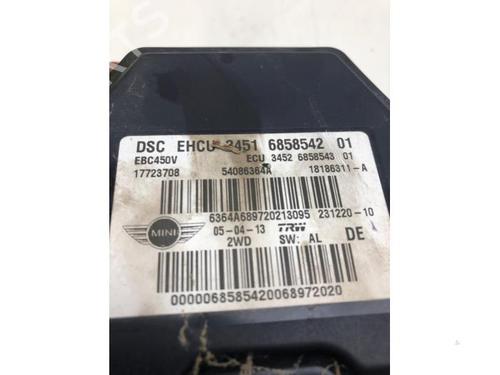 DSC EHCU 3451 6858542 01
EBC450V ECU 3452 6858543 01
17723708 54086364A 18186311-A
6364A689720213095 231220-10
MINI 05-04-13 TRW DE
2WD SW: AL
0000068585420068972020